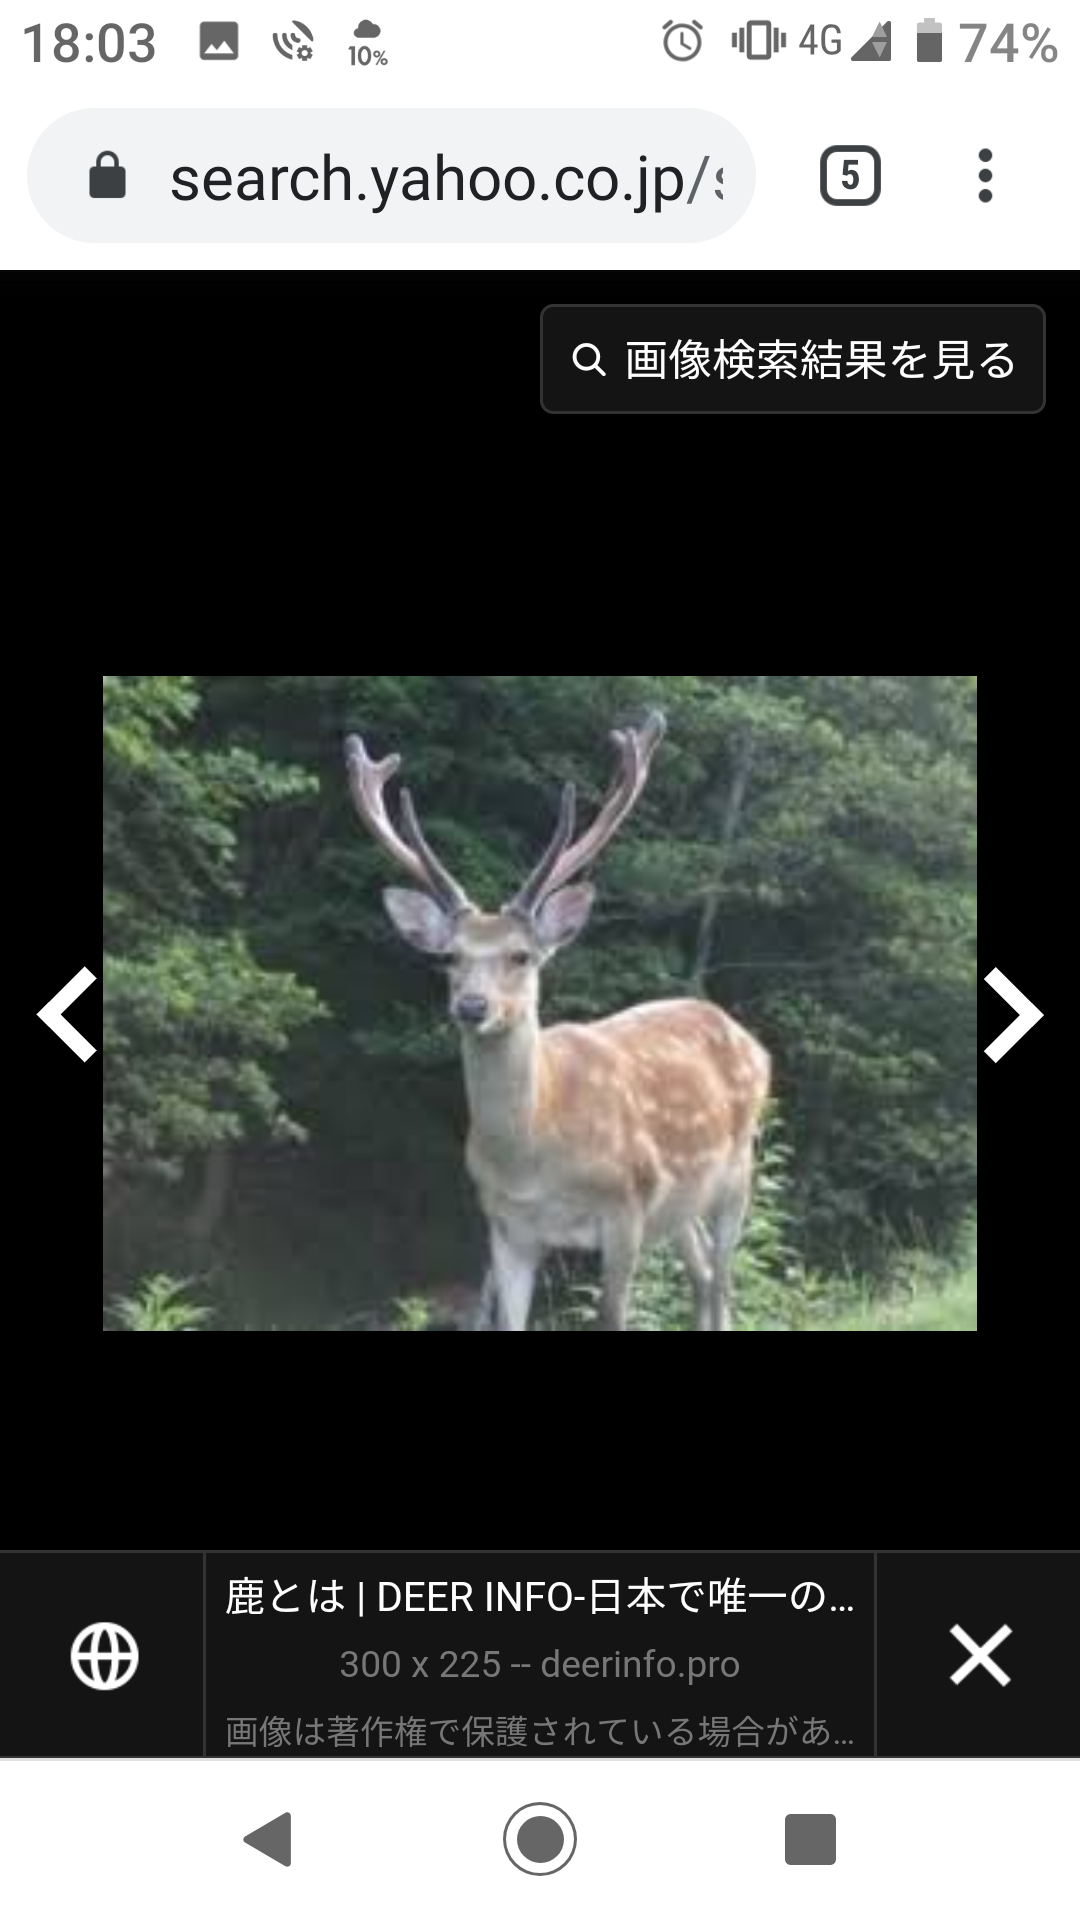 18:03 10% 4G 74%
search.yahoo.co.jp/s 5
画像検索結果を見る
鹿とは | DEER INFO-日本で唯一の…
300 x 225 -- deerinfo.pro
画像は著作権で保護されている場合があ…